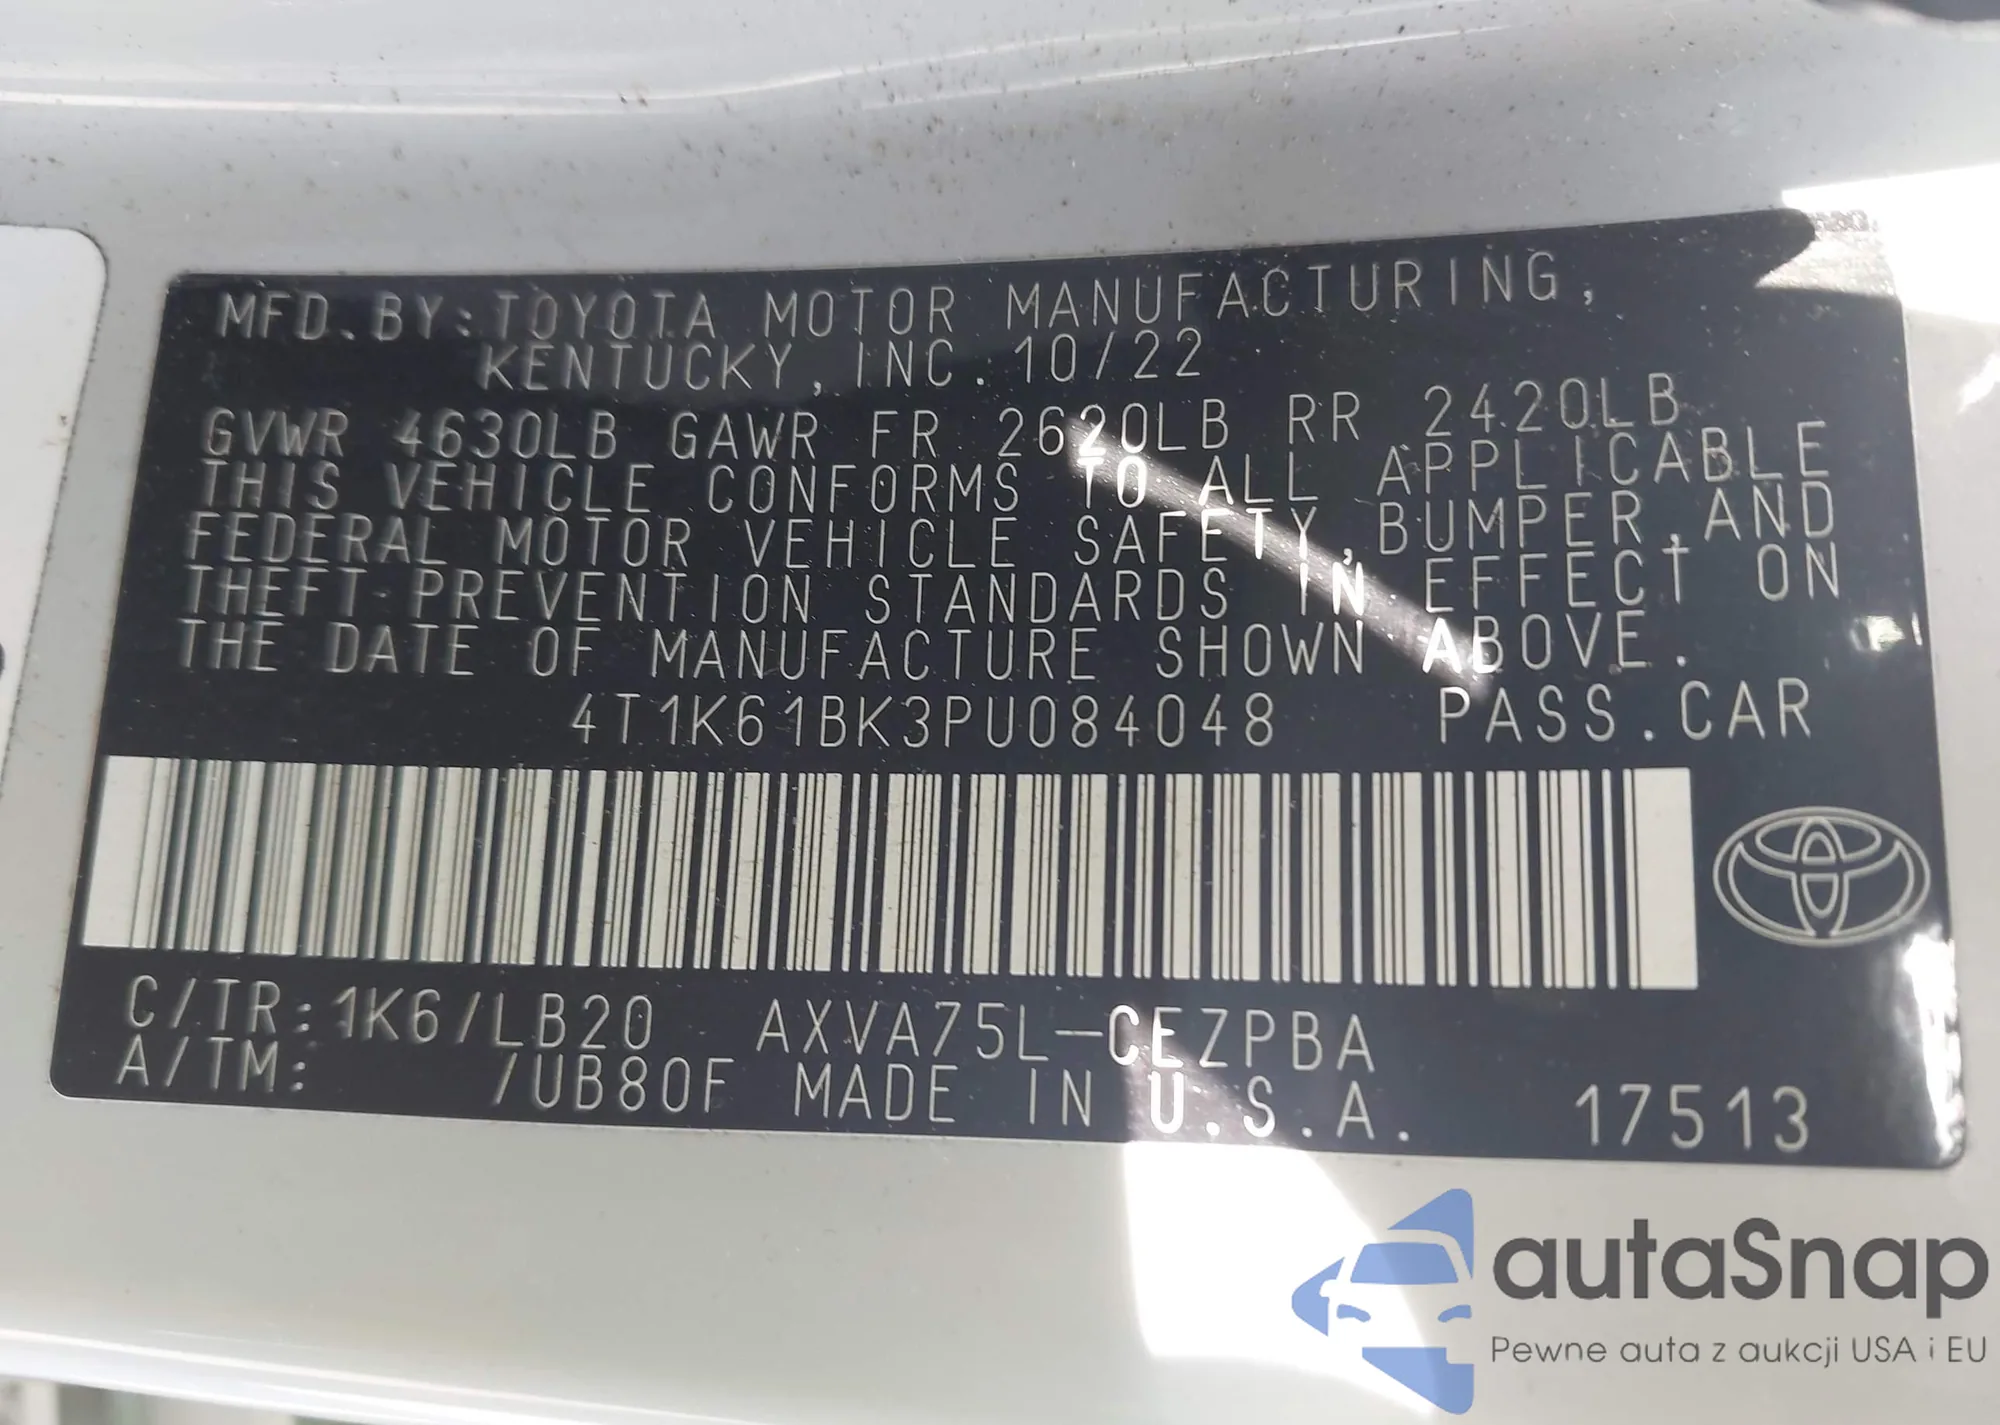 MFD. BY: TOYOTA MOTOR MANUFACTURING,
KENTUCKY, INC. 10/22
GVWR 4630LB GAWR FR 2620LB RR 2420LB
THIS VEHICLE CONFORMS TO ALL APPLICABLE
FEDERAL MOTOR VEHICLE SAFETY, BUMPER, AND
THEFT PREVENTION STANDARDS IN EFFECT ON
THE DATE OF MANUFACTURE SHOWN ABOVE.
4T1K61BK3PU084048 PASS. CAR
C/TR: 1K6/LB20 AXVA75L-CEZPBA
A/TM: /UB80F MADE IN U.S.A. 17513
autaSnap
Pewne auta z aukcji USA i EU